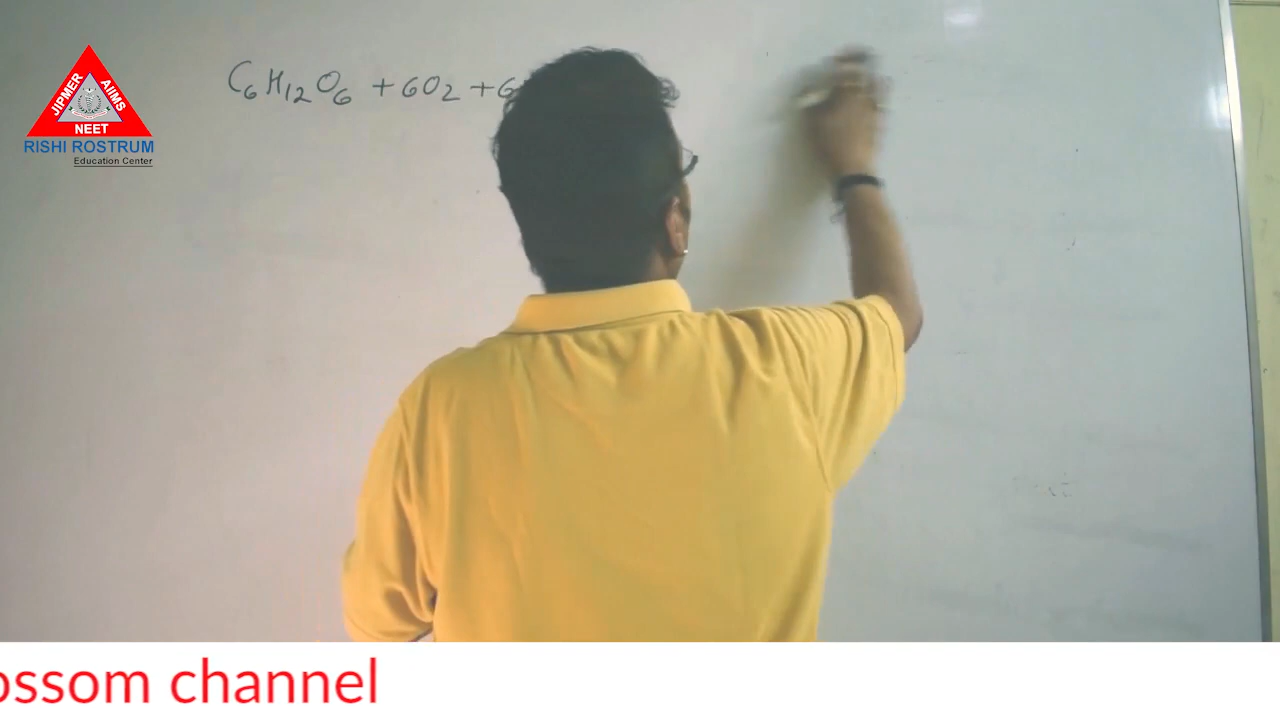 C₆H₁₂O₆ + 6O₂ + 6
JIPMER
AIIMS
NEET
RISHI ROSTRUM
Education Center
ossom channel